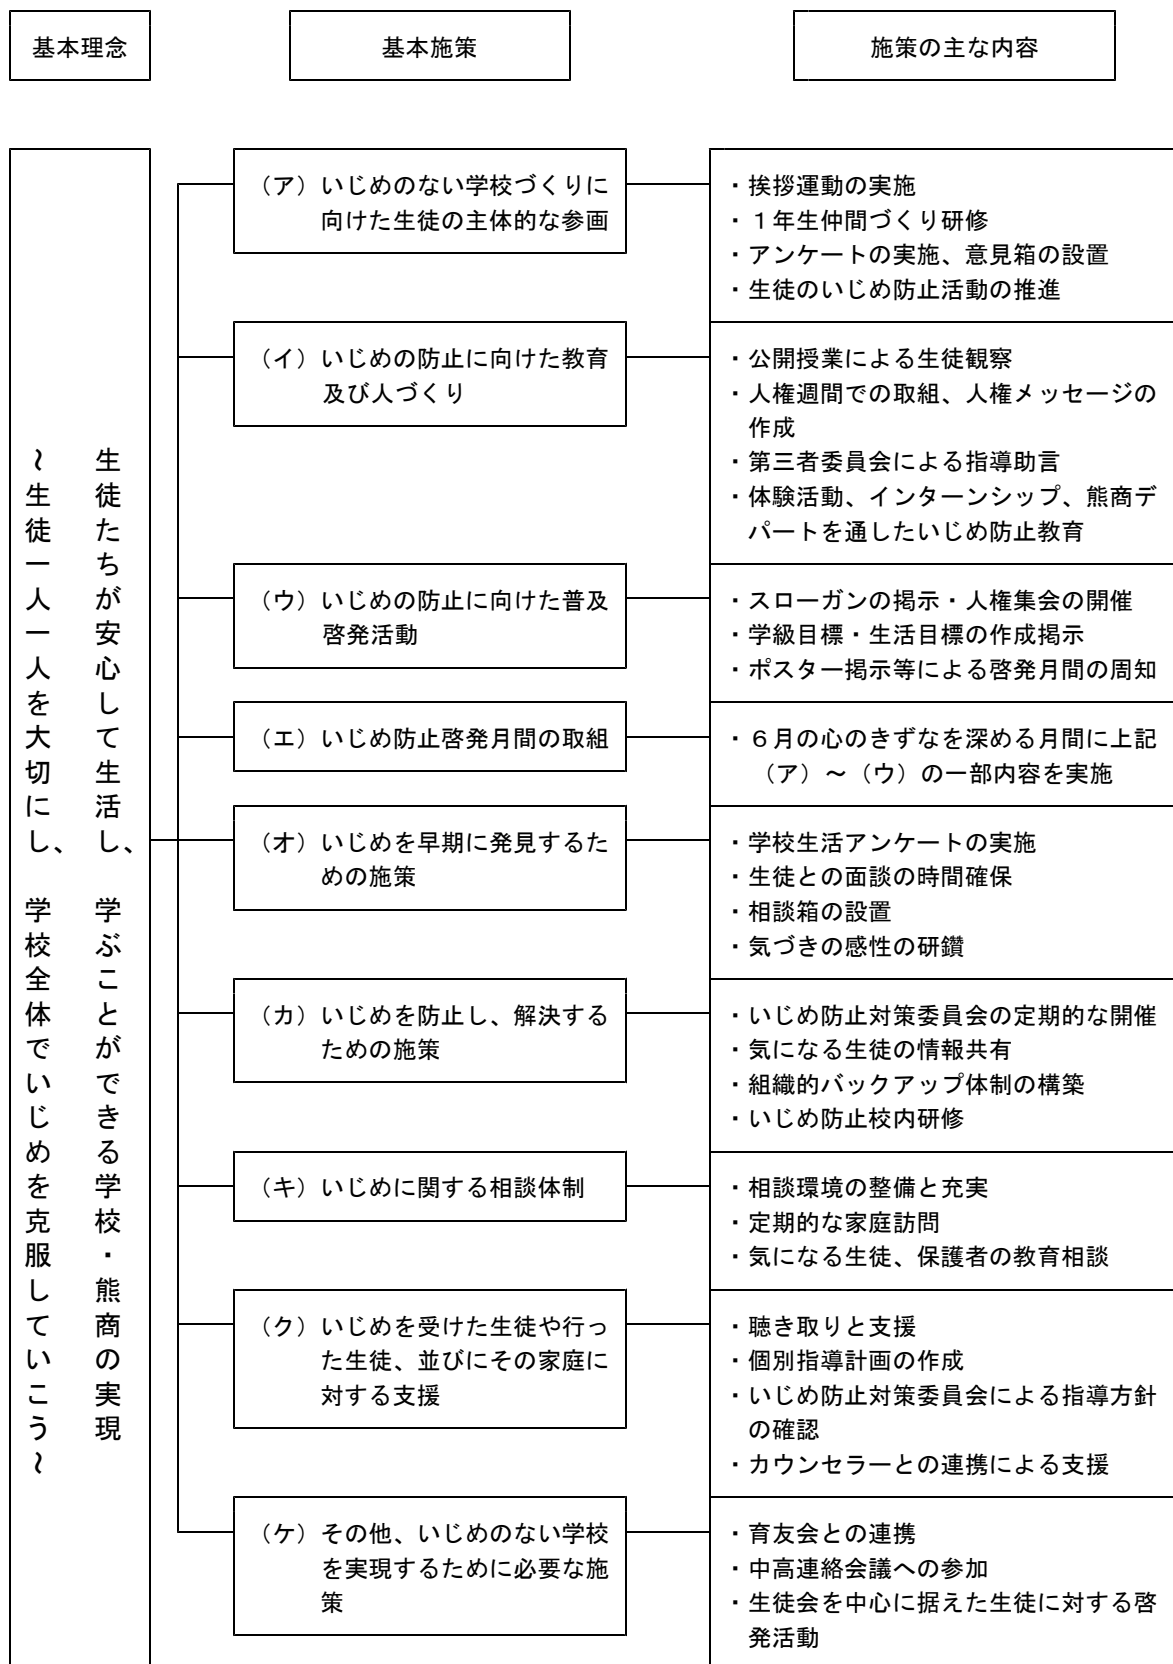 基本理念
基本施策
施策の主な内容
生徒たちが安心して生活し、学ぶことができる学校・熊商の実現
~生徒一人一人を大切にし、学校全体でいじめを克服していこう~
（ア）いじめのない学校づくりに
向けた生徒の主体的な参画
・挨拶運動の実施
・１年生仲間づくり研修
・アンケートの実施、意見箱の設置
・生徒のいじめ防止活動の推進
（イ）いじめの防止に向けた教育
及び人づくり
・公開授業による生徒観察
・人権週間での取組、人権メッセージの
作成
・第三者委員会による指導助言
・体験活動、インターンシップ、熊商デ
パートを通したいじめ防止教育
（ウ）いじめの防止に向けた普及
啓発活動
・スローガンの掲示・人権集会の開催
・学級目標・生活目標の作成掲示
・ポスター掲示等による啓発月間の周知
（エ）いじめ防止啓発月間の取組
・６月の心のきずなを深める月間に上記
（ア）～（ウ）の一部内容を実施
（オ）いじめを早期に発見するた
めの施策
・学校生活アンケートの実施
・生徒との面談の時間確保
・相談箱の設置
・気づきの感性の研鑽
（カ）いじめを防止し、解決する
ための施策
・いじめ防止対策委員会の定期的な開催
・気になる生徒の情報共有
・組織的バックアップ体制の構築
・いじめ防止校内研修
（キ）いじめに関する相談体制
・相談環境の整備と充実
・定期的な家庭訪問
・気になる生徒、保護者の教育相談
（ク）いじめを受けた生徒や行っ
た生徒、並びにその家庭に
対する支援
・聴き取りと支援
・個別指導計画の作成
・いじめ防止対策委員会による指導方針
の確認
・カウンセラーとの連携による支援
（ケ）その他、いじめのない学校
を実現するために必要な施
策
・育友会との連携
・中高連絡会議への参加
・生徒会を中心に据えた生徒に対する啓
発活動